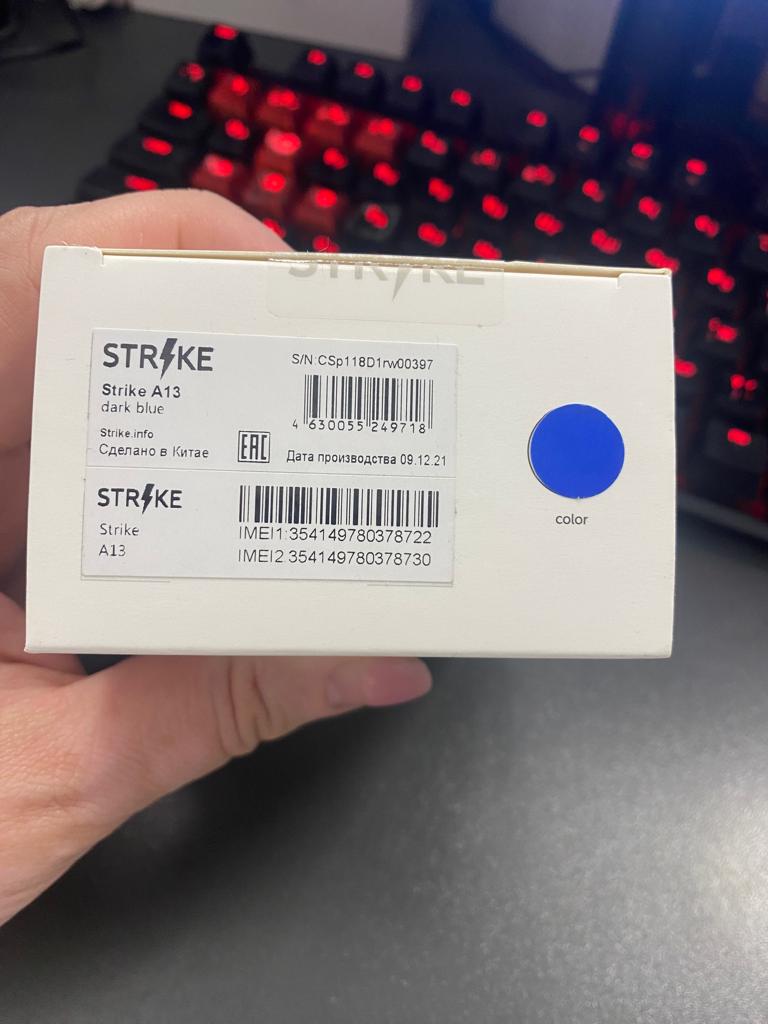 STRIKE
STRIKE
S/N:CSp118D1rw00397
Strike A13
dark blue
4 630055 249718
Strike.info
Сделано в Китае
EAC
Дата производства 09.12.21
STRIKE
Strike
A13
IMEI1:354149780378722
IMEI2:354149780378730
color